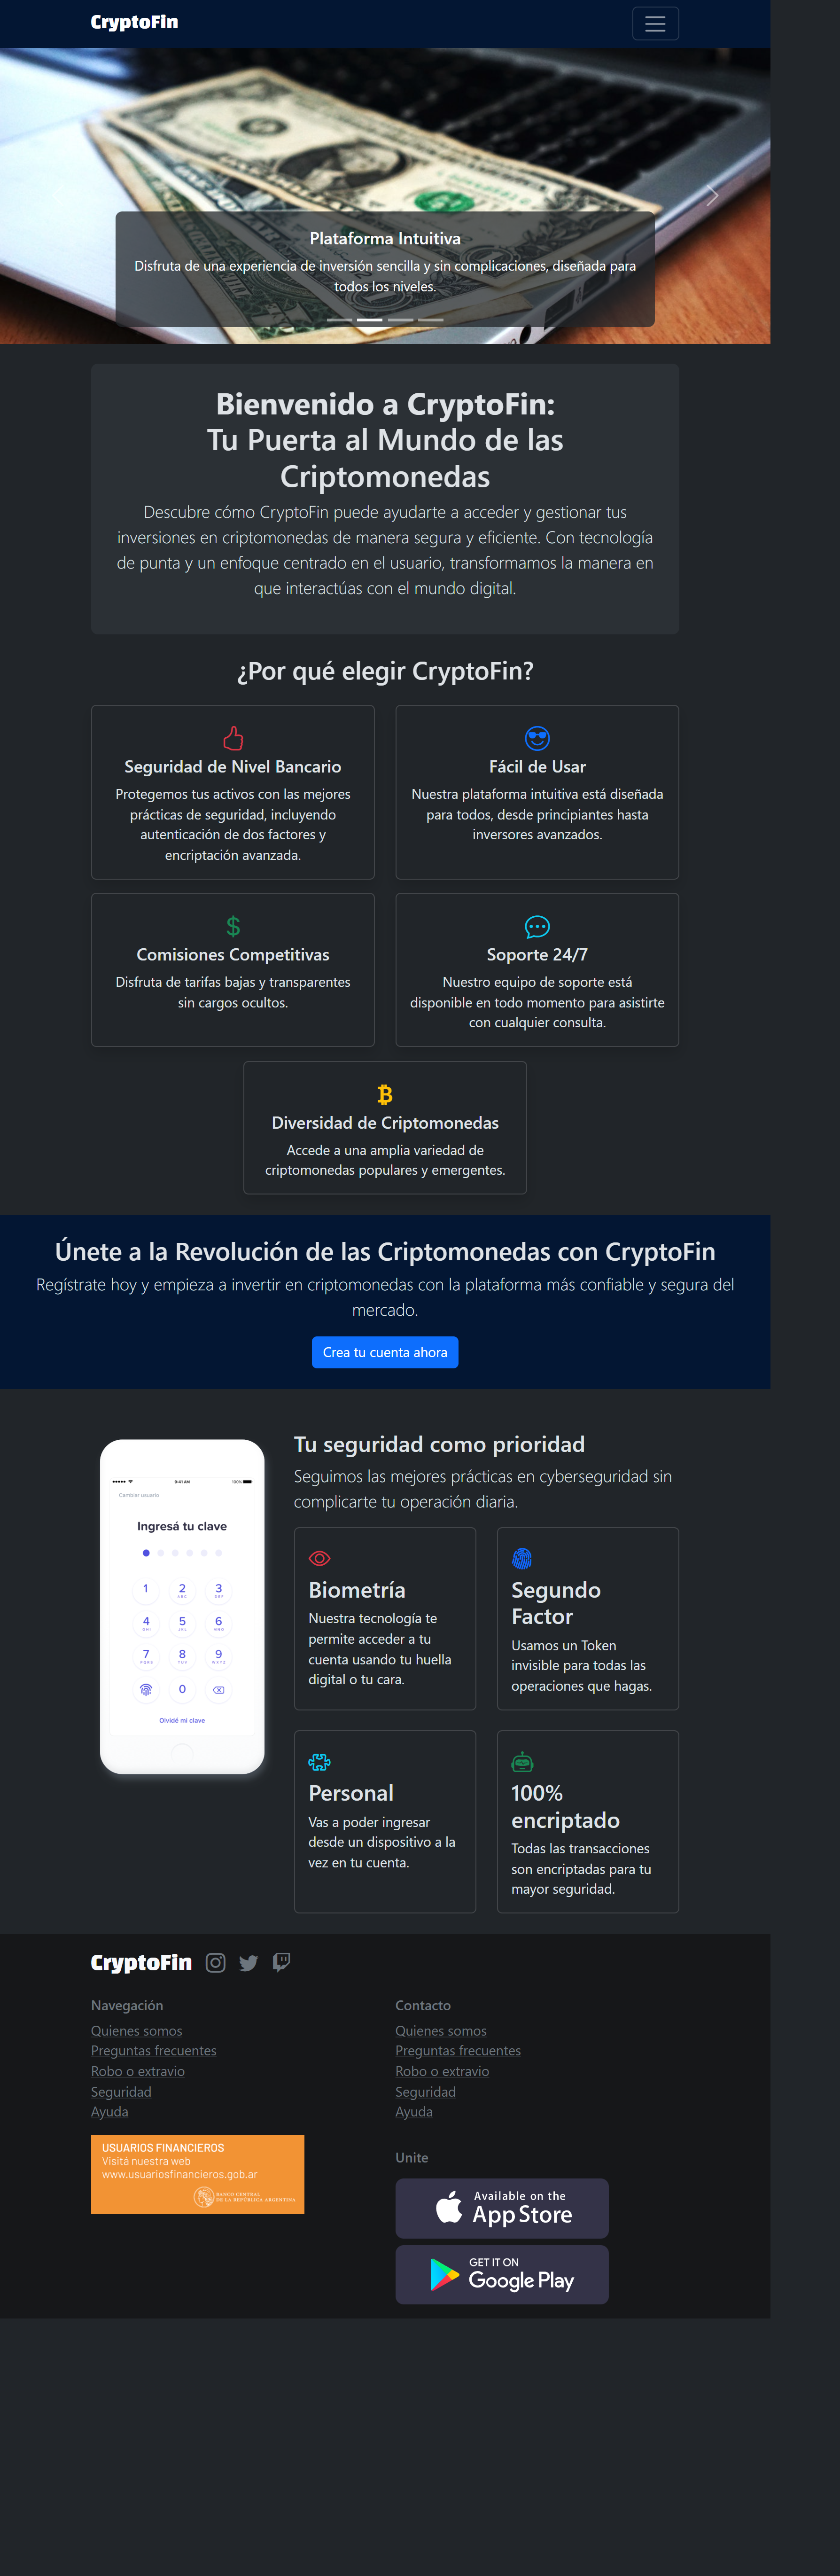 CryptoFin
Plataforma Intuitiva
Disfruta de una experiencia de inversión sencilla y sin complicaciones, diseñada para
todos los niveles.
Bienvenido a CryptoFin:
Tu Puerta al Mundo de las
Criptomonedas
Descubre cómo CryptoFin puede ayudarte a acceder y gestionar tus
inversiones en criptomonedas de manera segura y eficiente. Con tecnología
de punta y un enfoque centrado en el usuario, transformamos la manera en
que interactúas con el mundo digital.
¿Por qué elegir CryptoFin?
Seguridad de Nivel Bancario
Protegemos tus activos con las mejores
prácticas de seguridad, incluyendo
autenticación de dos factores y
encriptación avanzada.
Fácil de Usar
Nuestra plataforma intuitiva está diseñada
para todos, desde principiantes hasta
inversores avanzados.
Comisiones Competitivas
Disfruta de tarifas bajas y transparentes
sin cargos ocultos.
Soporte 24/7
Nuestro equipo de soporte está
disponible en todo momento para asistirte
con cualquier consulta.
Diversidad de Criptomonedas
Accede a una amplia variedad de
criptomonedas populares y emergentes.
Únete a la Revolución de las Criptomonedas con CryptoFin
Regístrate hoy y empieza a invertir en criptomonedas con la plataforma más confiable y segura del
mercado.
Crea tu cuenta ahora
9:41 AM 100%
Cambiar usuario
Ingresá tu clave
1 2 3
ABC DEF
4 5 6
GHI JKL MNO
7 8 9
PQRS TUV WXYZ
0
Olvidé mi clave
Tu seguridad como prioridad
Seguimos las mejores prácticas en cyberseguridad sin
complicarte tu operación diaria.
Biometría
Nuestra tecnología te
permite acceder a tu
cuenta usando tu huella
digital o tu cara.
Segundo
Factor
Usamos un Token
invisible para todas las
operaciones que hagas.
Personal
Vas a poder ingresar
desde un dispositivo a la
vez en tu cuenta.
100%
encriptado
Todas las transacciones
son encriptadas para tu
mayor seguridad.
CryptoFin
Navegación
Quienes somos
Preguntas frecuentes
Robo o extravio
Seguridad
Ayuda
USUARIOS FINANCIEROS
Visitá nuestra web
www.usuariosfinancieros.gob.ar
BANCO CENTRAL
DE LA REPÚBLICA ARGENTINA
Contacto
Quienes somos
Preguntas frecuentes
Robo o extravio
Seguridad
Ayuda
Unite
Available on the
App Store
GET IT ON
Google Play